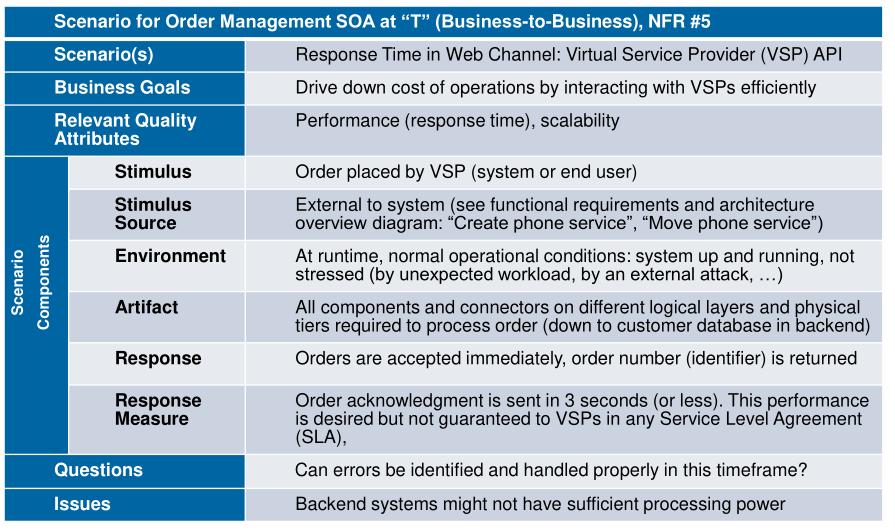 Scenario for Order Management SOA at “T” (Business-to-Business), NFR #5
Scenario(s)
Response Time in Web Channel: Virtual Service Provider (VSP) API
Business Goals
Drive down cost of operations by interacting with VSPs efficiently
Relevant Quality
Attributes
Performance (response time), scalability
Scenario
Components
Stimulus
Order placed by VSP (system or end user)
Stimulus
Source
External to system (see functional requirements and architecture
overview diagram: “Create phone service”, “Move phone service”)
Environment
At runtime, normal operational conditions: system up and running, not
stressed (by unexpected workload, by an external attack, …)
Artifact
All components and connectors on different logical layers and physical
tiers required to process order (down to customer database in backend)
Response
Orders are accepted immediately, order number (identifier) is returned
Response
Measure
Order acknowledgment is sent in 3 seconds (or less). This performance
is desired but not guaranteed to VSPs in any Service Level Agreement
(SLA),
Questions
Can errors be identified and handled properly in this timeframe?
Issues
Backend systems might not have sufficient processing power